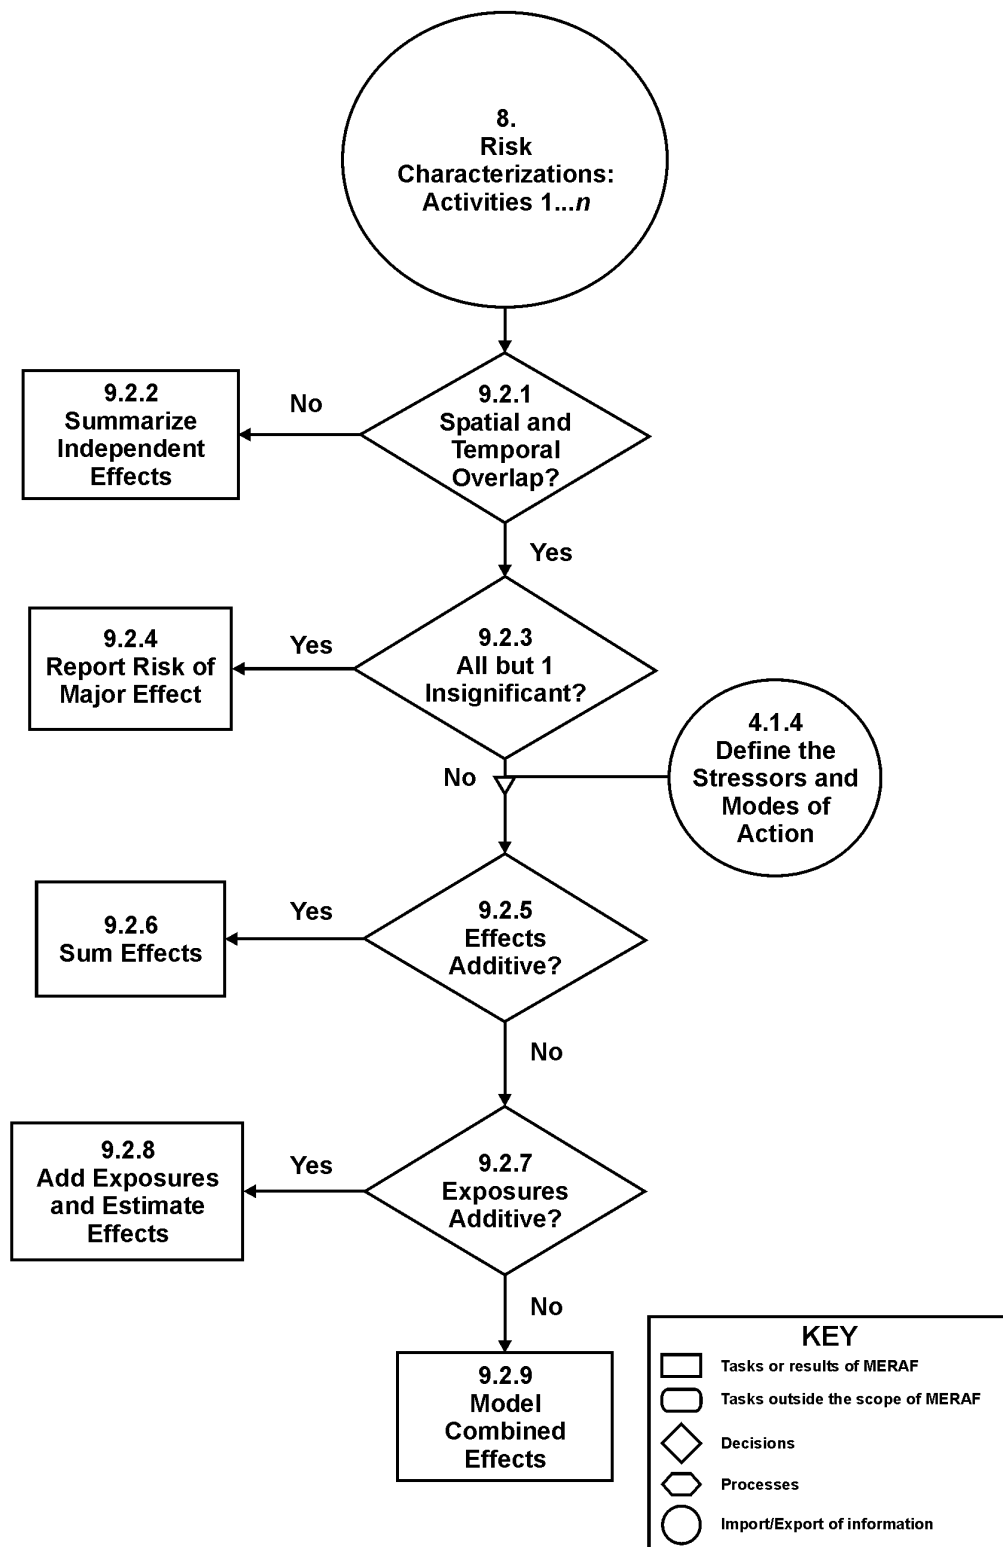 8.
Risk
Characterizations:
Activities 1...n
9.2.1
Spatial and
Temporal
Overlap?
No
9.2.2
Summarize
Independent
Effects
Yes
9.2.3
All but 1
Insignificant?
Yes
9.2.4
Report Risk of
Major Effect
No
4.1.4
Define the
Stressors and
Modes of
Action
9.2.5
Effects
Additive?
Yes
9.2.6
Sum Effects
No
9.2.7
Exposures
Additive?
Yes
9.2.8
Add Exposures
and Estimate
Effects
No
9.2.9
Model
Combined
Effects
KEY
Tasks or results of MERAF
Tasks outside the scope of MERAF
Decisions
Processes
Import/Export of information